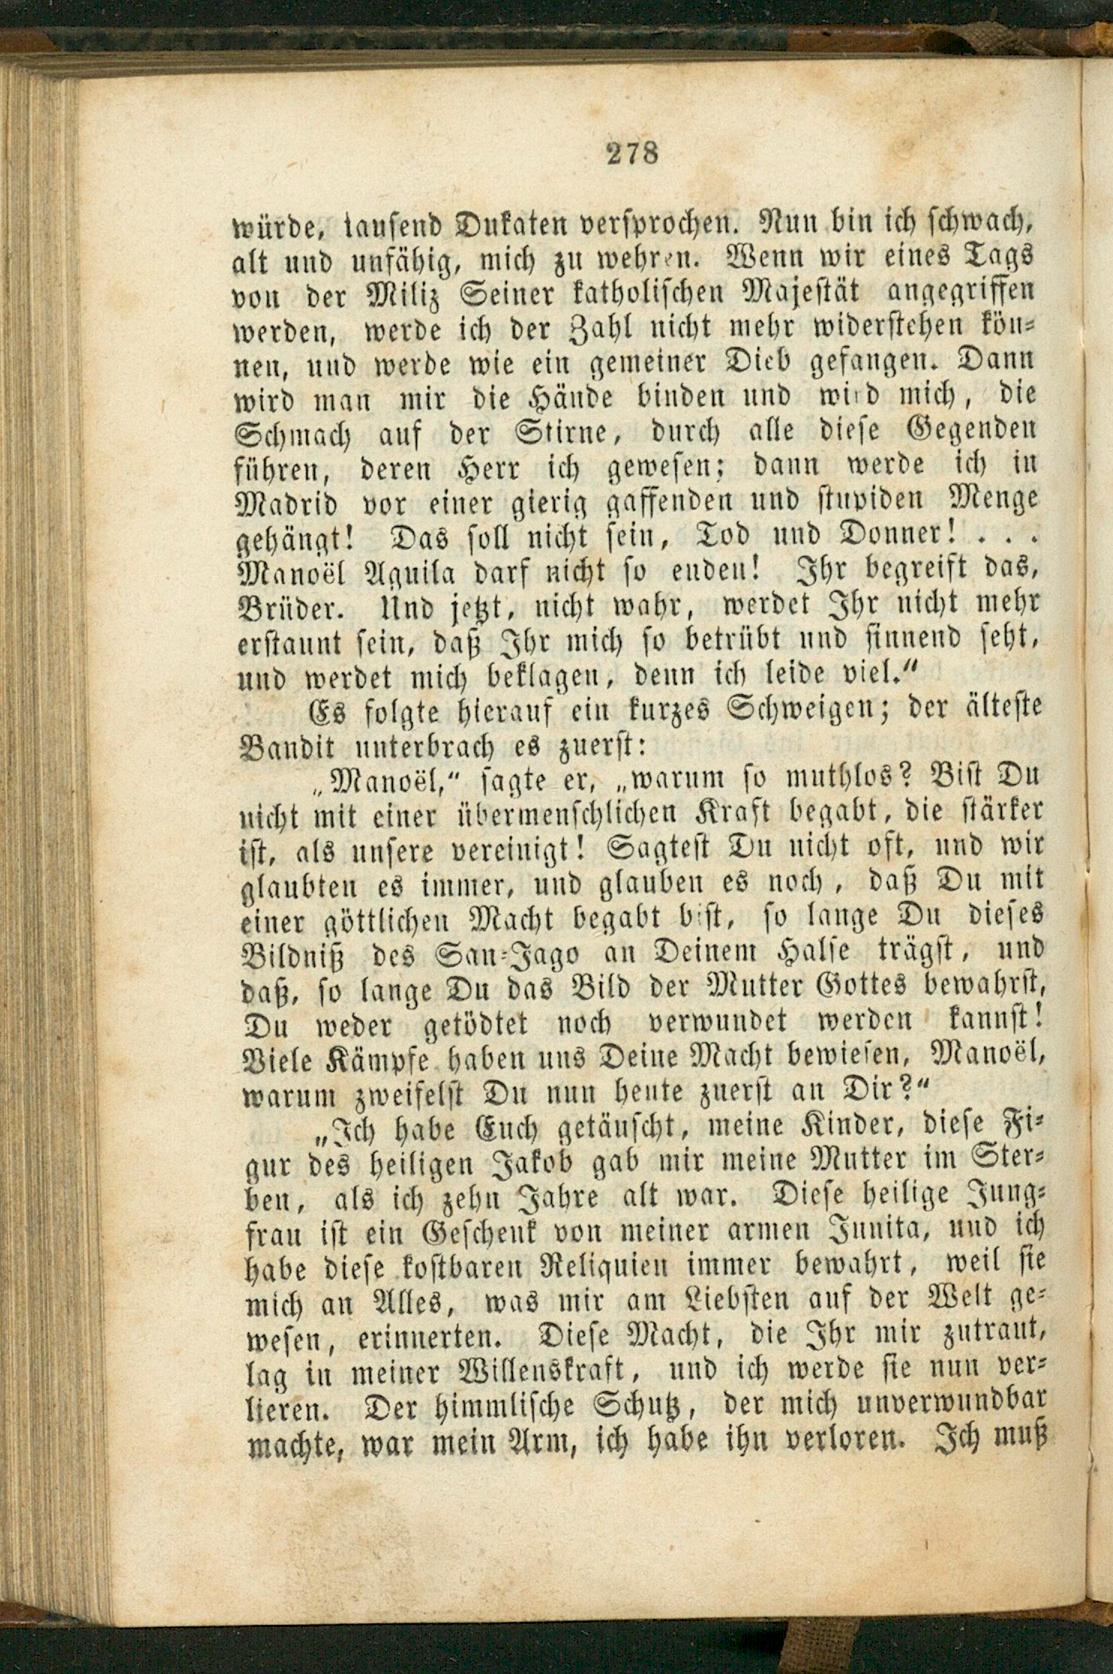 278
würde, tausend Dukaten versprochen. Nun bin ich schwach,
alt und unfähig, mich zu wehren. Wenn wir eines Tags
von der Miliz Seiner katholischen Majestät angegriffen
werden, werde ich der Zahl nicht mehr widerstehen kön-
nen, und werde wie ein gemeiner Dieb gefangen. Dann
wird man mir die Hände binden und wird mich, die
Schmach auf der Stirne, durch alle diese Gegenden
führen, deren Herr ich gewesen; dann werde ich in
Madrid vor einer gierig gaffenden und stupiden Menge
gehängt! Das soll nicht sein, Tod und Donner! . . .
Manoël Aguila darf nicht so enden! Ihr begreift das,
Brüder. Und jetzt, nicht wahr, werdet Ihr nicht mehr
erstaunt sein, daß Ihr mich so betrübt und sinnend seht,
und werdet mich beklagen, denn ich leide viel.“
Es folgte hierauf ein kurzes Schweigen; der älteste
Bandit unterbrach es zuerst:
„Manoël,“ sagte er, „warum so muthlos? Bist Du
nicht mit einer übermenschlichen Kraft begabt, die stärker
ist, als unsere vereinigt! Sagtest Du nicht oft, und wir
glaubten es immer, und glauben es noch, daß Du mit
einer göttlichen Macht begabt bist, so lange Du dieses
Bildniß des San-Jago an Deinem Halse trägst, und
daß, so lange Du das Bild der Mutter Gottes bewahrst,
Du weder getödtet noch verwundet werden kannst!
Viele Kämpfe haben uns Deine Macht bewiesen, Manoël,
warum zweifelst Du nun heute zuerst an Dir?“
„Ich habe Euch getäuscht, meine Kinder, diese Fi-
gur des heiligen Jakob gab mir meine Mutter im Ster-
ben, als ich zehn Jahre alt war. Diese heilige Jung-
frau ist ein Geschenk von meiner armen Junita, und ich
habe diese kostbaren Reliquien immer bewahrt, weil sie
mich an Alles, was mir am Liebsten auf der Welt ge-
wesen, erinnerten. Diese Macht, die Ihr mir zutraut,
lag in meiner Willenskraft, und ich werde sie nun ver-
lieren. Der himmlische Schutz, der mich unverwundbar
machte, war mein Arm, ich habe ihn verloren. Ich muß